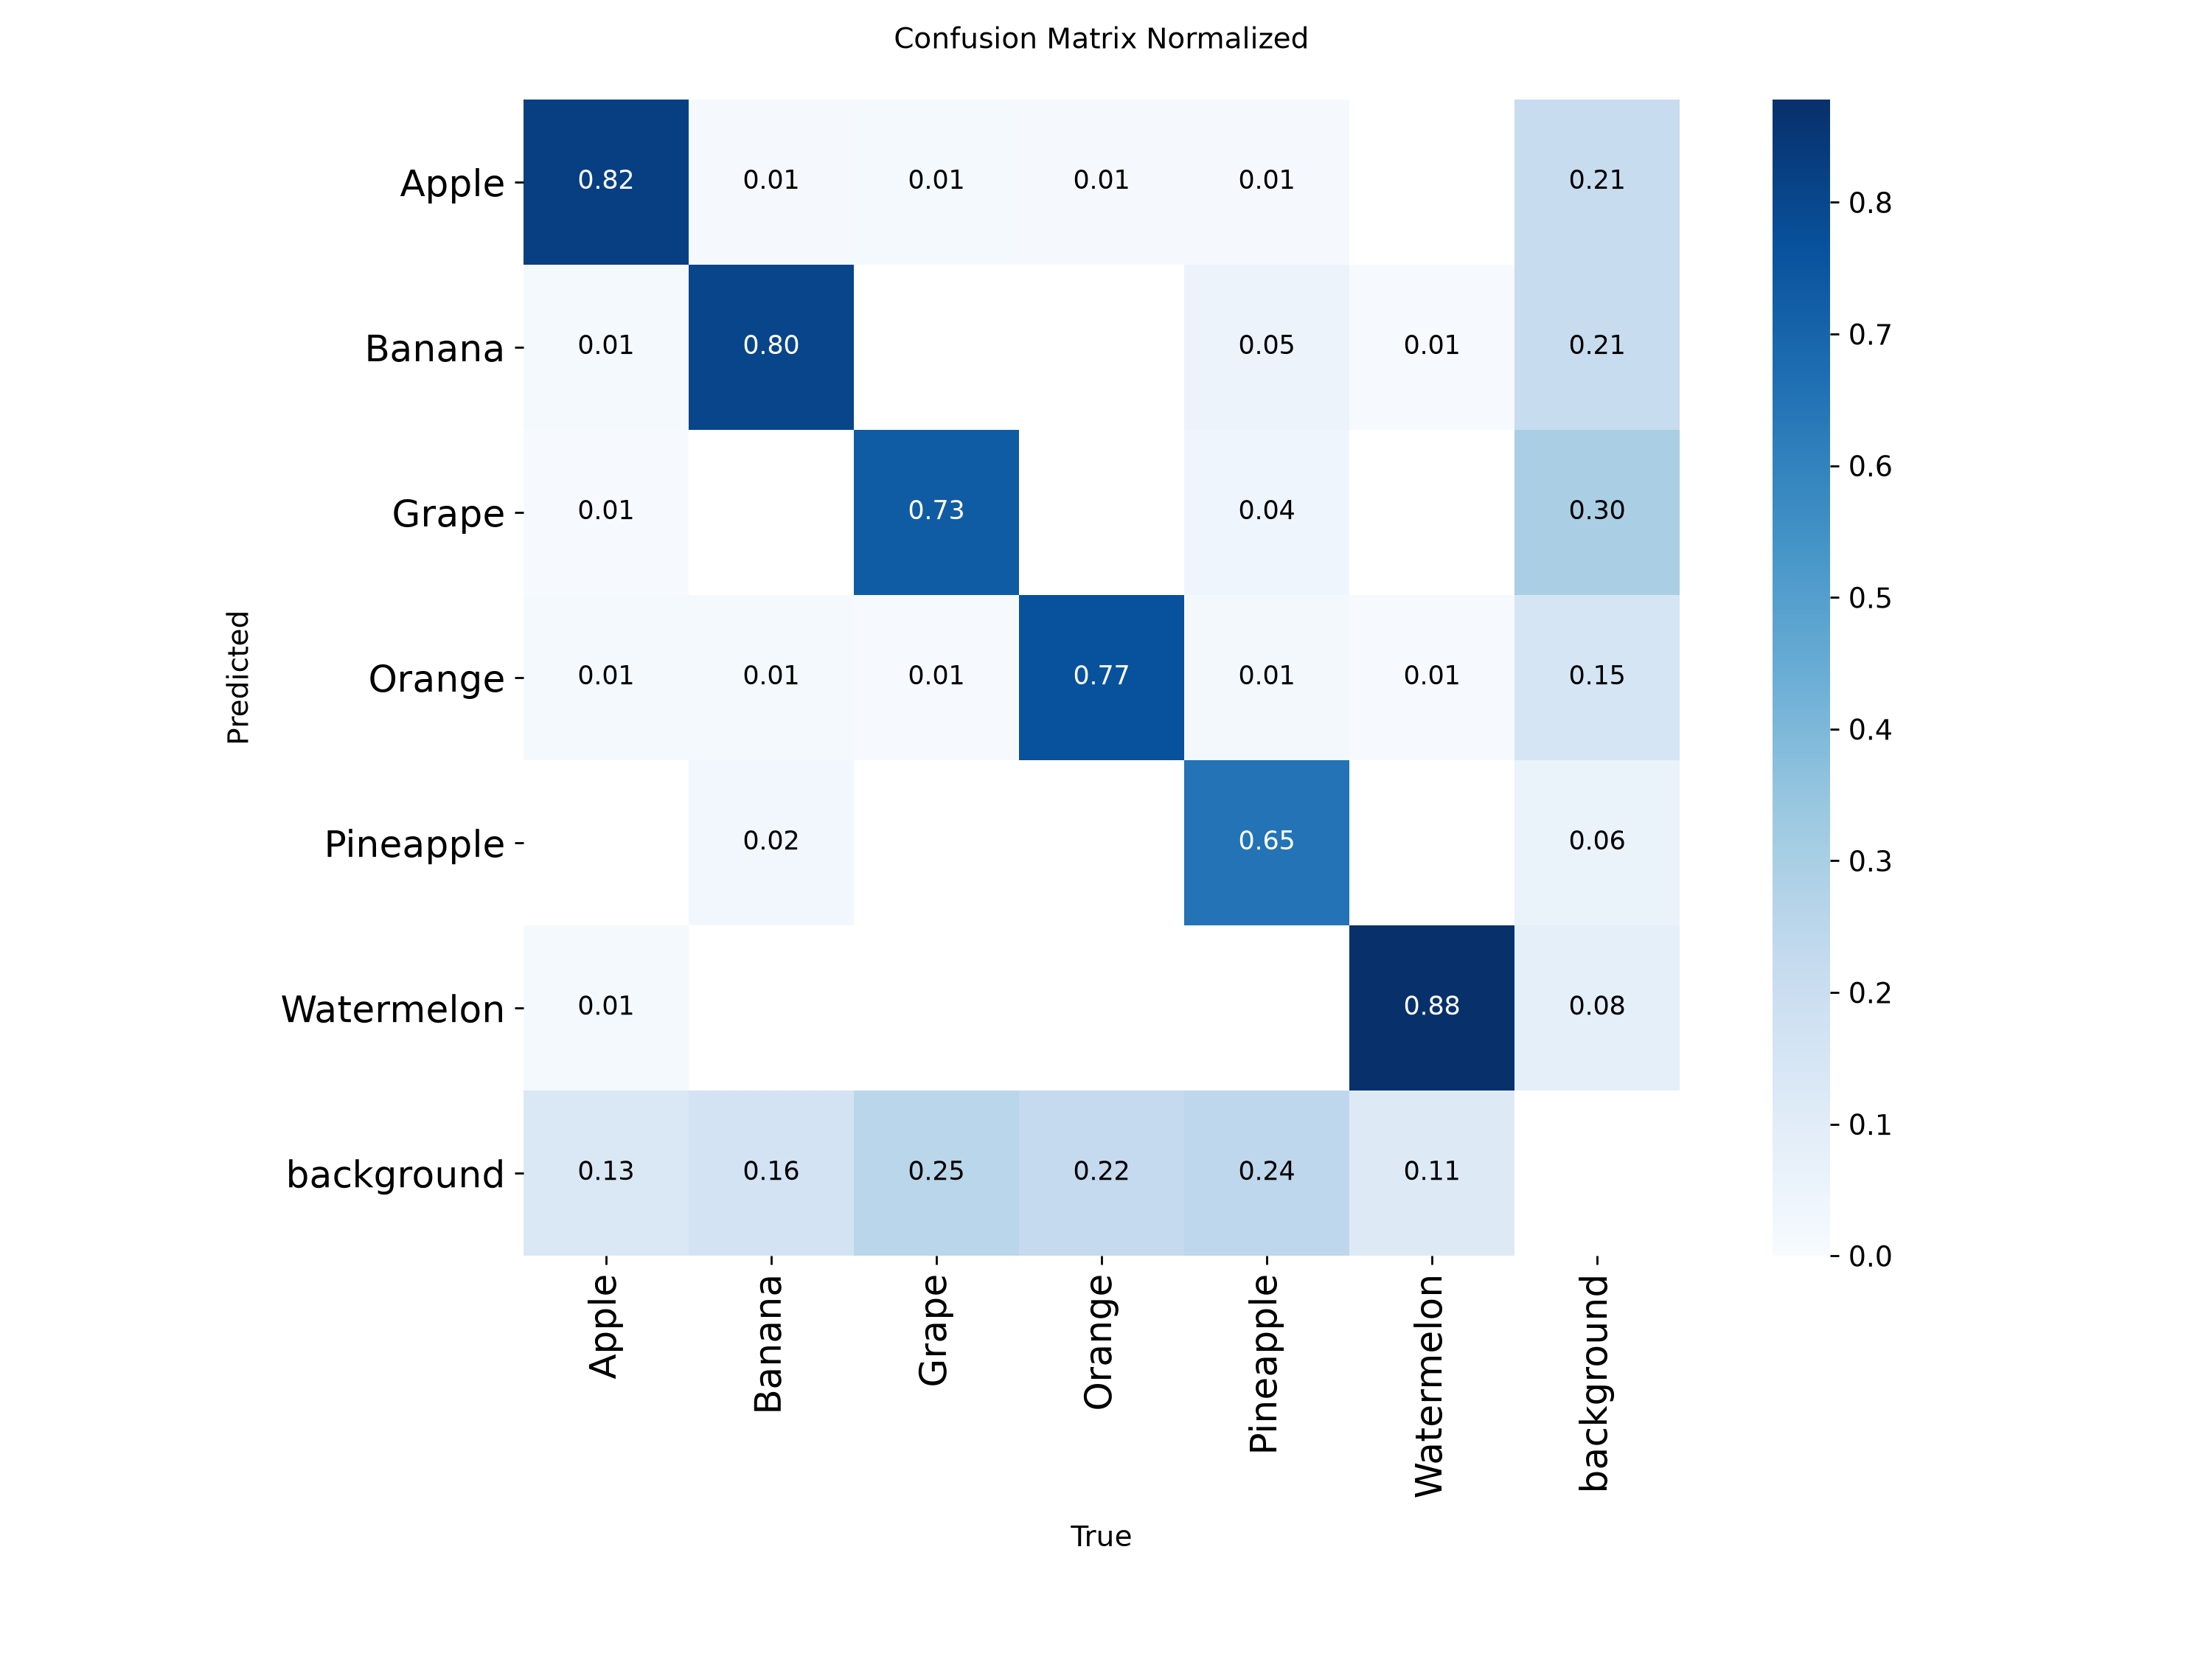 Confusion Matrix Normalized
Apple 0.82 0.01 0.01 0.01 0.01 0.21
Banana 0.01 0.80 0.05 0.01 0.21
Grape 0.01 0.73 0.04 0.30
Orange 0.01 0.01 0.01 0.77 0.01 0.01 0.15
Pineapple 0.02 0.65 0.06
Watermelon 0.01 0.88 0.08
background 0.13 0.16 0.25 0.22 0.24 0.11
Predicted
Apple Banana Grape Orange Pineapple Watermelon background
True
0.8
0.7
0.6
0.5
0.4
0.3
0.2
0.1
0.0